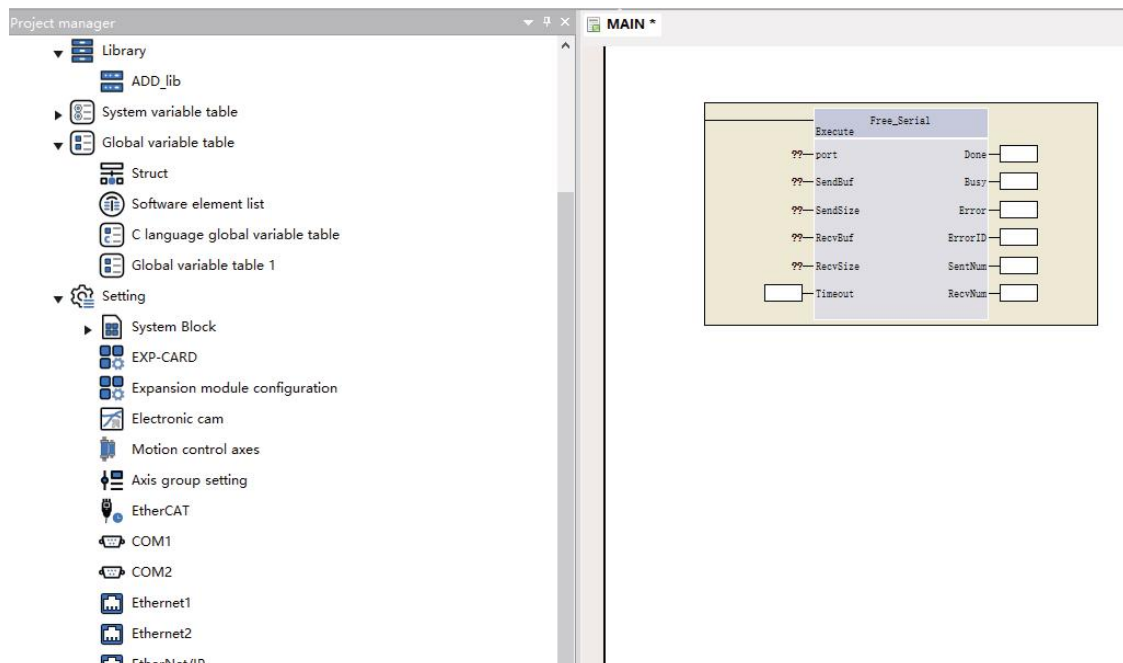 Project manager
Library
ADD_lib
System variable table
Global variable table
Struct
Software element list
C language global variable table
Global variable table 1
Setting
System Block
EXP-CARD
Expansion module configuration
Electronic cam
Motion control axes
Axis group setting
EtherCAT
COM1
COM2
Ethernet1
Ethernet2
EtherNet/IP
MAIN *
Free_Serial
Execute
?? port Done
?? SendBuf Busy
?? SendSize Error
?? RecvBuf ErrorID
?? RecvSize SentNum
Timeout RecvNum